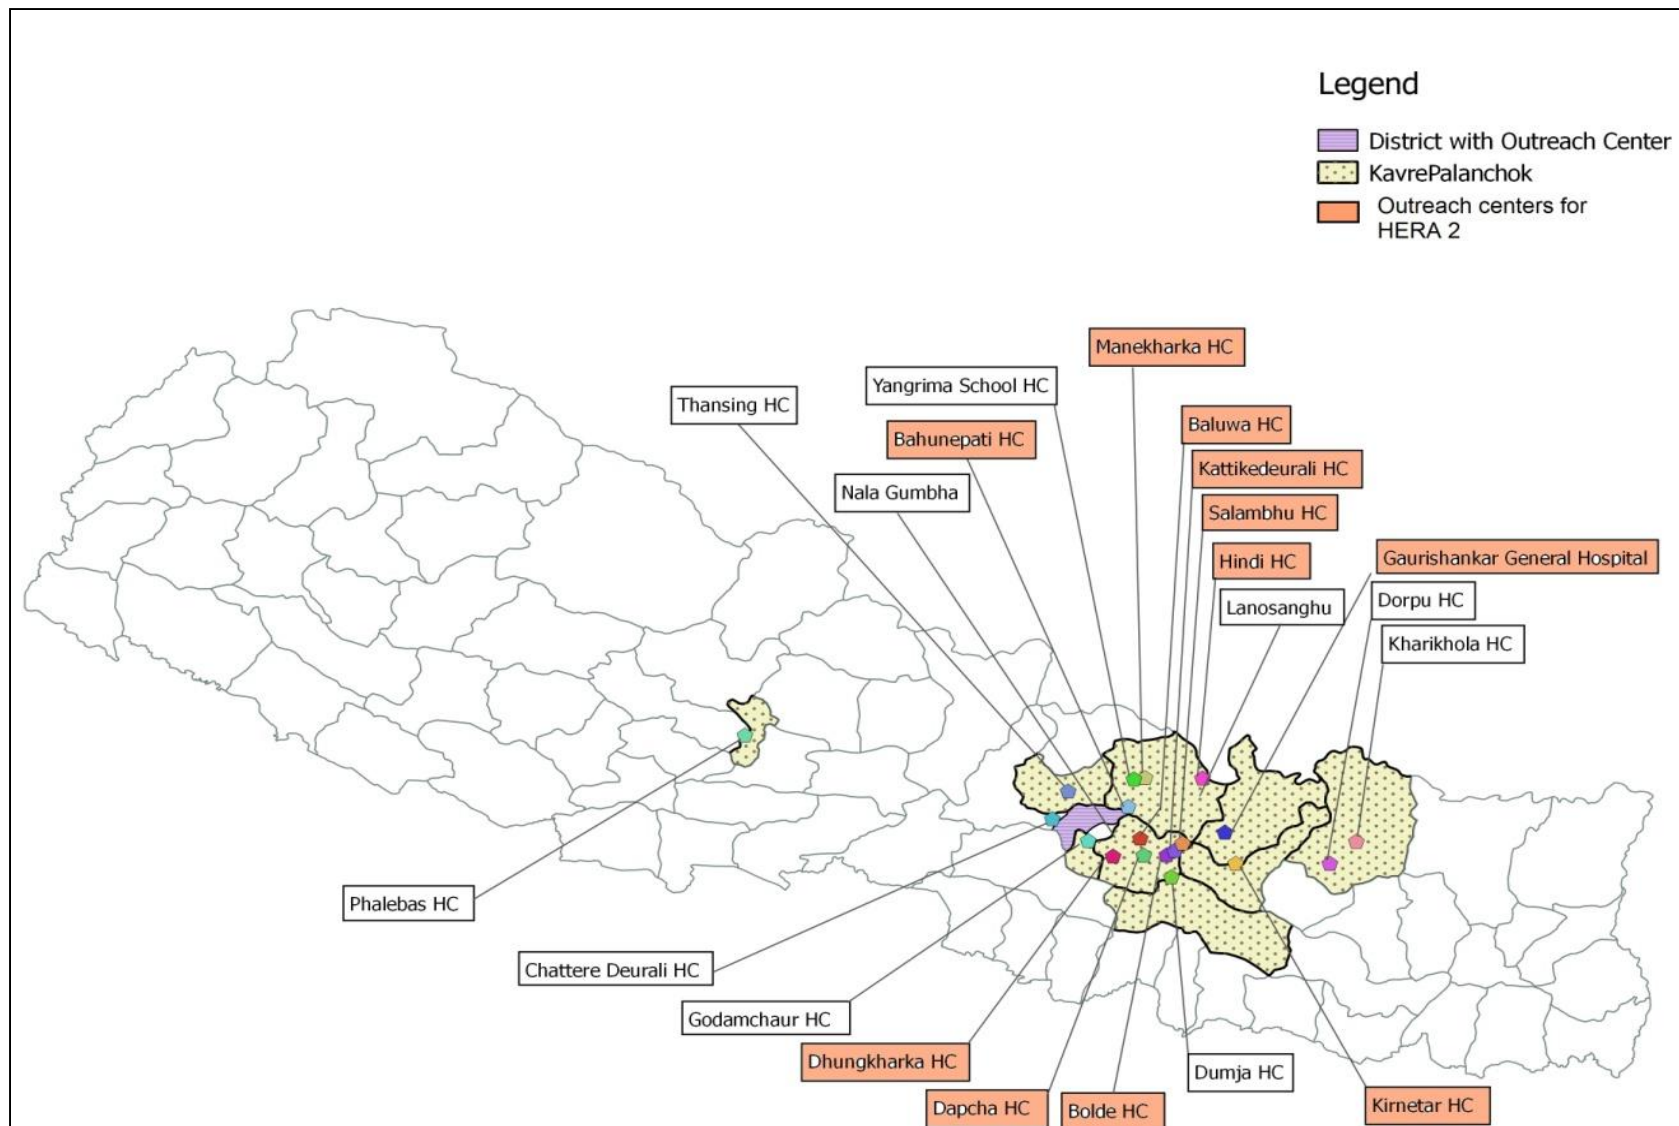 Legend
District with Outreach Center
KavrePalanchok
Outreach centers for
HERA 2
Manekharka HC
Yangrima School HC
Thansing HC
Baluwa HC
Bahunepati HC
Kattikedeurali HC
Nala Gumbha
Salambhu HC
Hindi HC
Gaurishankar General Hospital
Lanosanghu
Dorpu HC
Kharikhola HC
Phalebas HC
Chattere Deurali HC
Godamchaur HC
Dhungkharka HC
Dumja HC
Dapcha HC
Bolde HC
Kirnetar HC